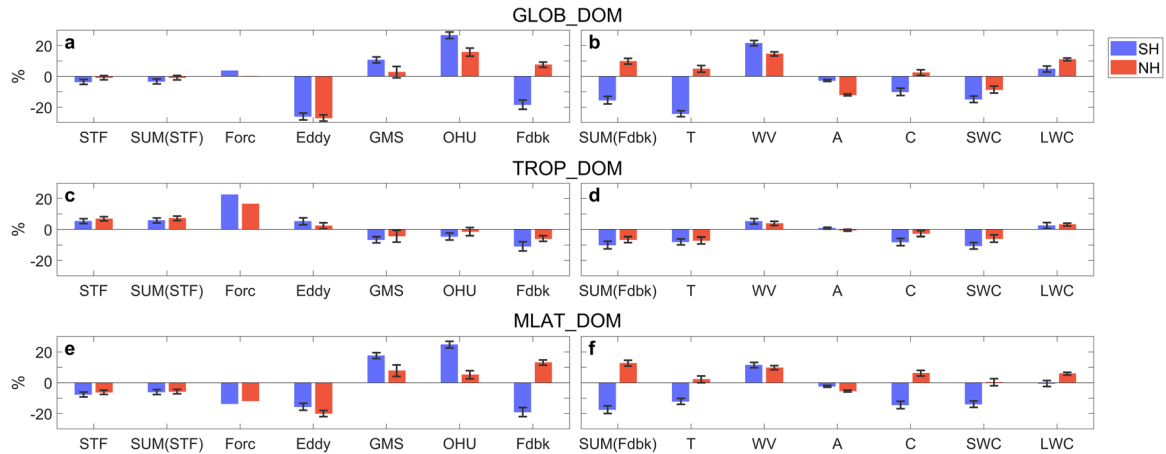 GLOB_DOM
a
b
SH
NH
20
0
-20
%
STF SUM(STF) Forc Eddy GMS OHU Fdbk SUM(Fdbk) T WV A C SWC LWC
TROP_DOM
c
d
20
0
-20
%
STF SUM(STF) Forc Eddy GMS OHU Fdbk SUM(Fdbk) T WV A C SWC LWC
MLAT_DOM
e
f
20
0
-20
%
STF SUM(STF) Forc Eddy GMS OHU Fdbk SUM(Fdbk) T WV A C SWC LWC